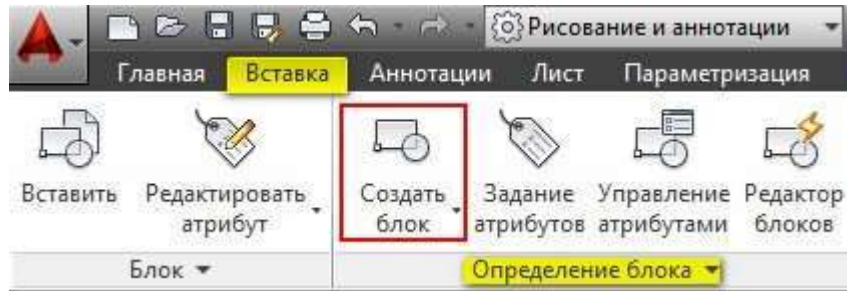 Рисование и аннотации
Главная Вставка Аннотации Лист Параметризация
Вставить Редактировать атрибут Создать блок Задание атрибутов Управление атрибутами Редактор блоков
Блок Определение блока